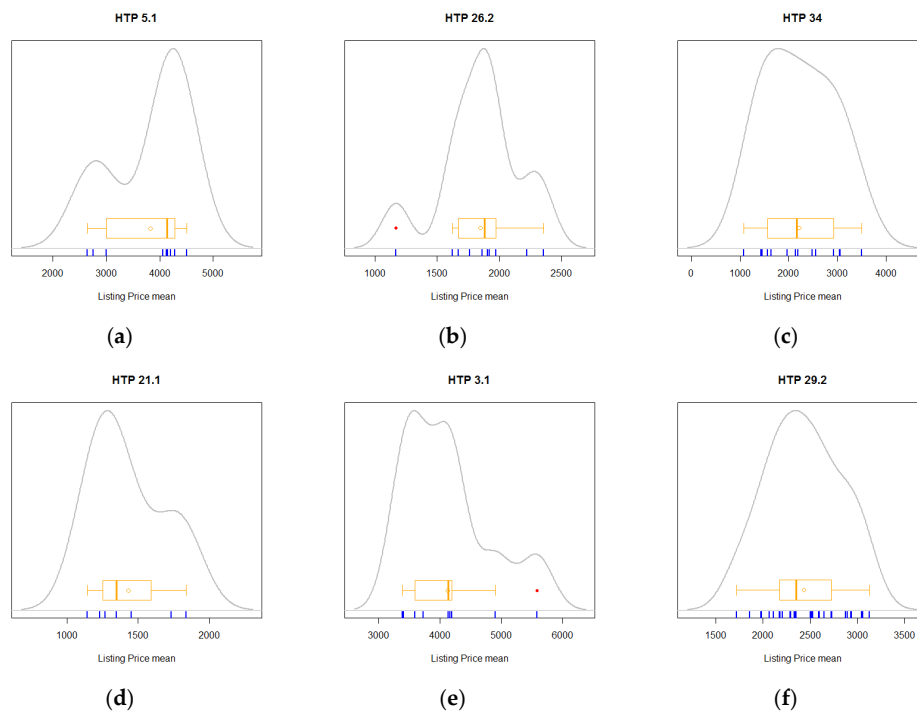 HTP 5.1
HTP 26.2
HTP 34
2000 3000 4000 5000
1000 1500 2000 2500
0 1000 2000 3000 4000
Listing Price mean
Listing Price mean
Listing Price mean
(a)
(b)
(c)
HTP 21.1
HTP 3.1
HTP 29.2
1000 1500 2000
3000 4000 5000 6000
1500 2000 2500 3000 3500
Listing Price mean
Listing Price mean
Listing Price mean
(d)
(e)
(f)